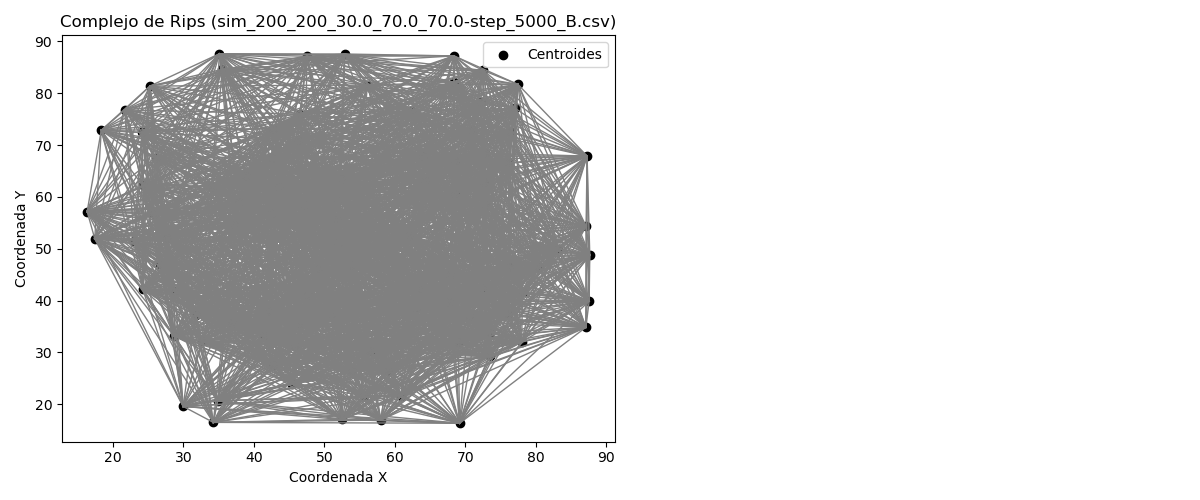 Complejo de Rips (sim_200_200_30.0_70.0_70.0-step_5000_B.csv)
Centroides
90
80
70
60
50
40
30
20
Coordenada Y
20 30 40 50 60 70 80 90
Coordenada X